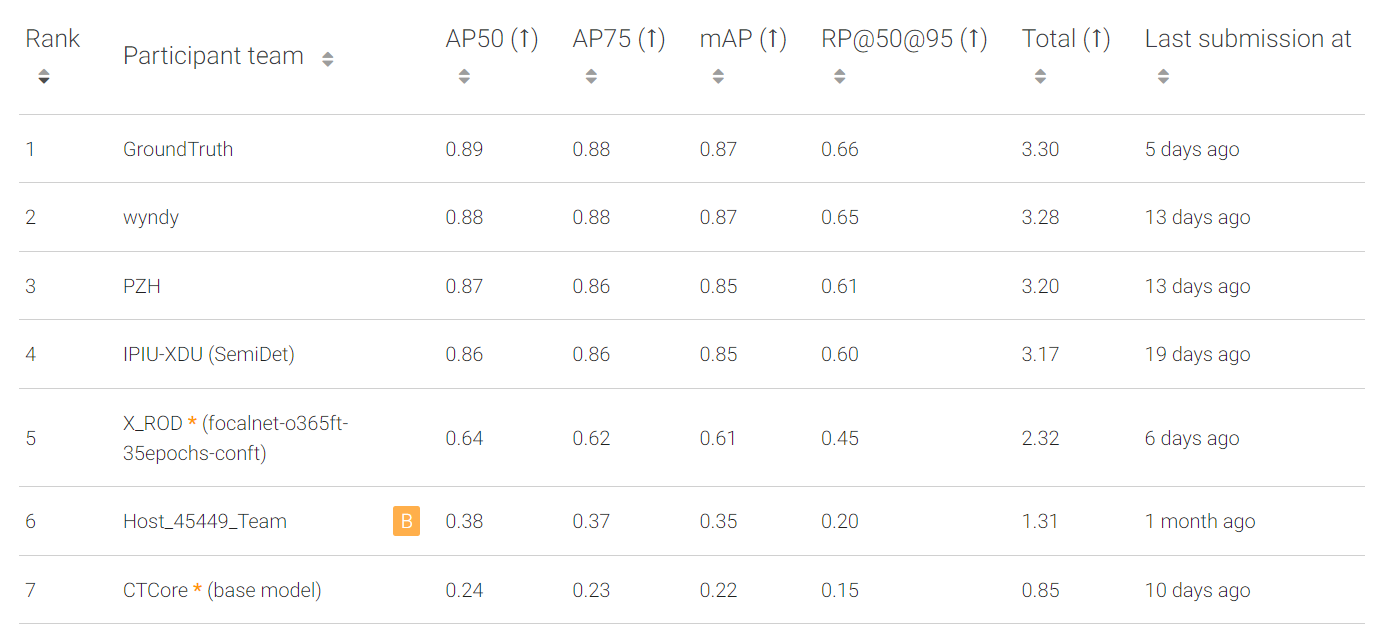 Rank Participant team AP50 (↑) AP75 (↑) mAP (↑) RP@50@95 (↑) Total (↑) Last submission at
1 GroundTruth 0.89 0.88 0.87 0.66 3.30 5 days ago
2 wyndy 0.88 0.88 0.87 0.65 3.28 13 days ago
3 PZH 0.87 0.86 0.85 0.61 3.20 13 days ago
4 IPIU-XDU (SemiDet) 0.86 0.86 0.85 0.60 3.17 19 days ago
5 X_ROD * (focalnet-o365ft-
35epochs-conft) 0.64 0.62 0.61 0.45 2.32 6 days ago
6 Host_45449_Team B 0.38 0.37 0.35 0.20 1.31 1 month ago
7 CTCore * (base model) 0.24 0.23 0.22 0.15 0.85 10 days ago